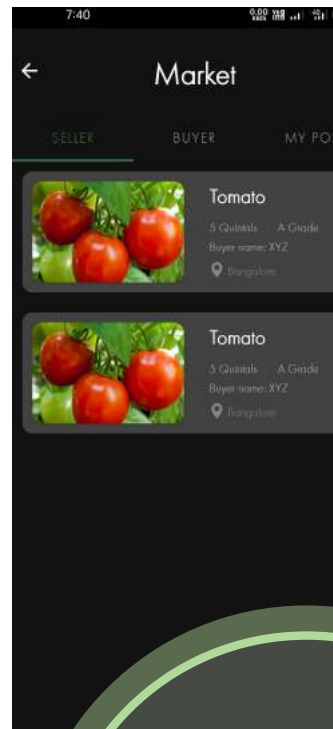 7:40
Market
SELLER BUYER MY PO
Tomato
5 Quintals A Grade
Buyer name: XYZ
Bangalore
Tomato
5 Quintals A Grade
Buyer name: XYZ
Bangalore